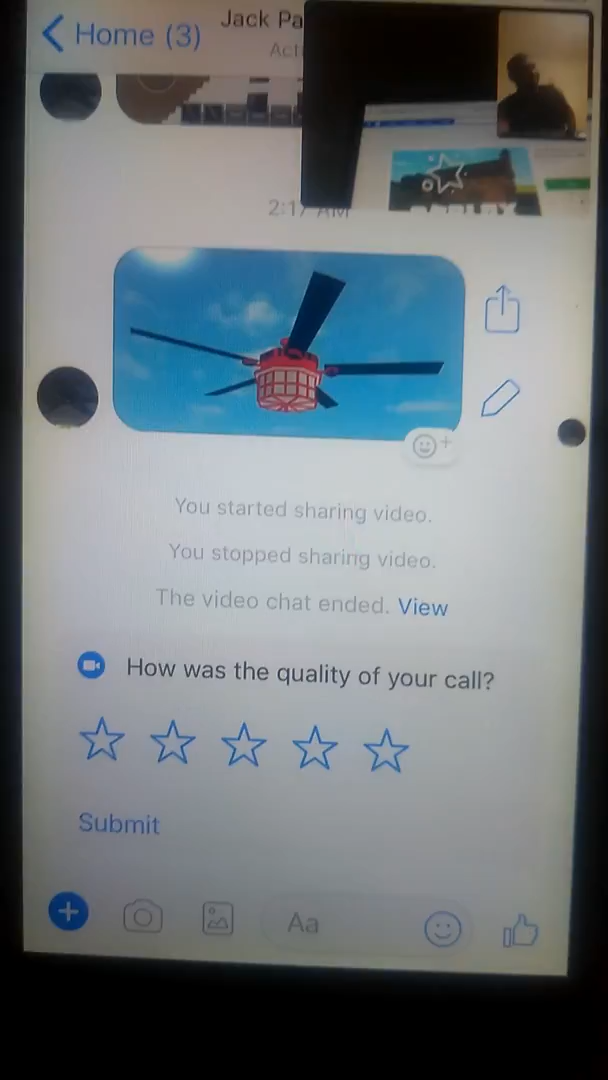 Home (3)
Jack Pa
Act
2:17 AM
You started sharing video.
You stopped sharing video.
The video chat ended. View
How was the quality of your call?
Submit
Aa